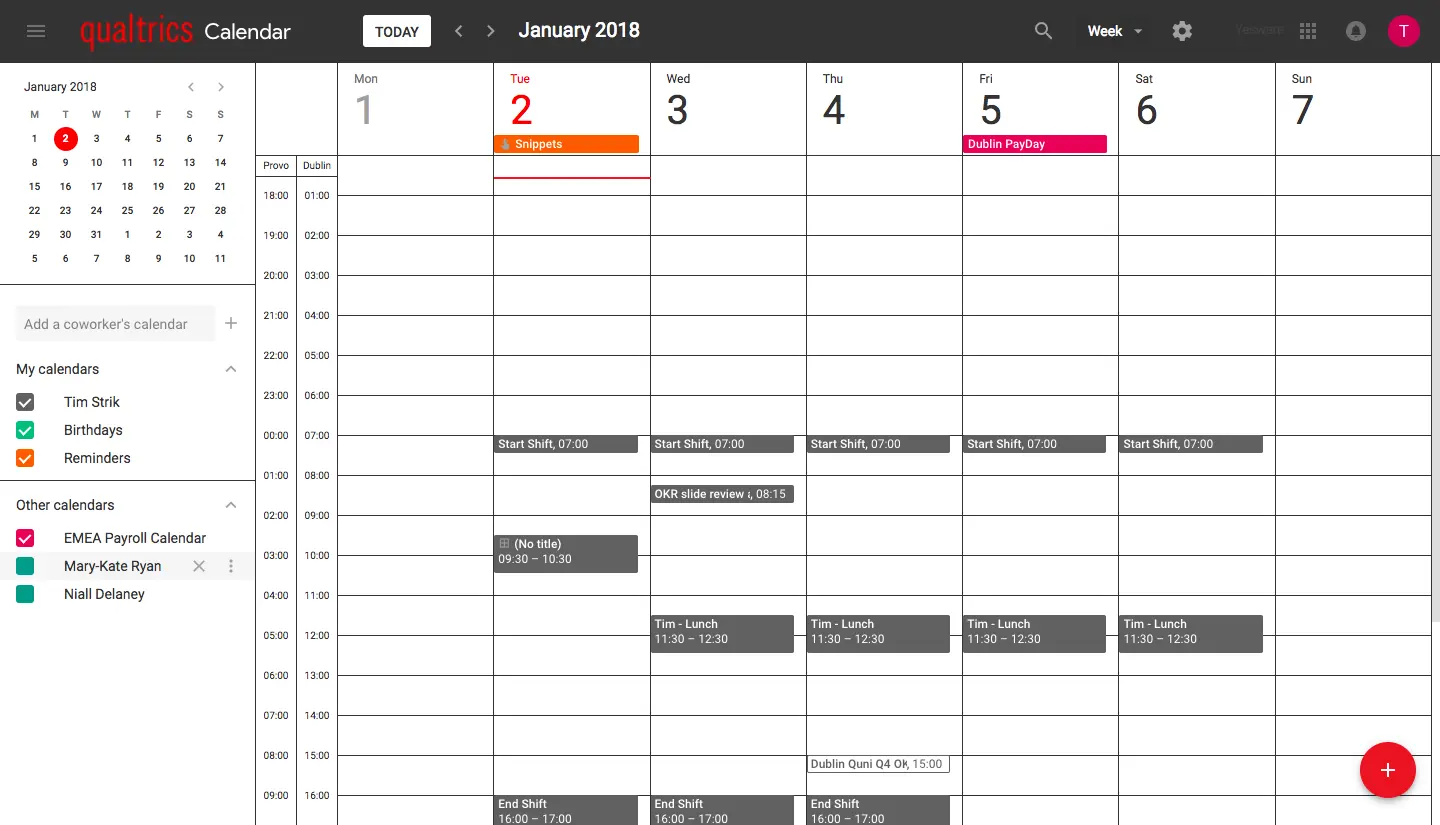 qualtrics Calendar
TODAY
January 2018
Week
T
January 2018
M T W T F S S
1 2 3 4 5 6 7
8 9 10 11 12 13 14
15 16 17 18 19 20 21
22 23 24 25 26 27 28
29 30 31 1 2 3 4
5 6 7 8 9 10 11
Add a coworker's calendar
My calendars
Tim Strik
Birthdays
Reminders
Other calendars
EMEA Payroll Calendar
Mary-Kate Ryan
Niall Delaney
Mon Tue Wed Thu Fri Sat Sun
1 2 3 4 5 6 7
Snippets Dublin PayDay
Provo Dublin
18:00 01:00
19:00 02:00
20:00 03:00
21:00 04:00
22:00 05:00
23:00 06:00
00:00 07:00
Start Shift, 07:00 Start Shift, 07:00 Start Shift, 07:00 Start Shift, 07:00 Start Shift, 07:00
01:00 08:00
OKR slide review, 08:15
02:00 09:00
(No title)
09:30 – 10:30
03:00 10:00
04:00 11:00
Tim - Lunch Tim - Lunch Tim - Lunch Tim - Lunch
11:30 – 12:30 11:30 – 12:30 11:30 – 12:30 11:30 – 12:30
05:00 12:00
06:00 13:00
07:00 14:00
08:00 15:00
Dublin Quni Q4 OK, 15:00
09:00 16:00
End Shift End Shift End Shift
16:00 – 17:00 16:00 – 17:00 16:00 – 17:00